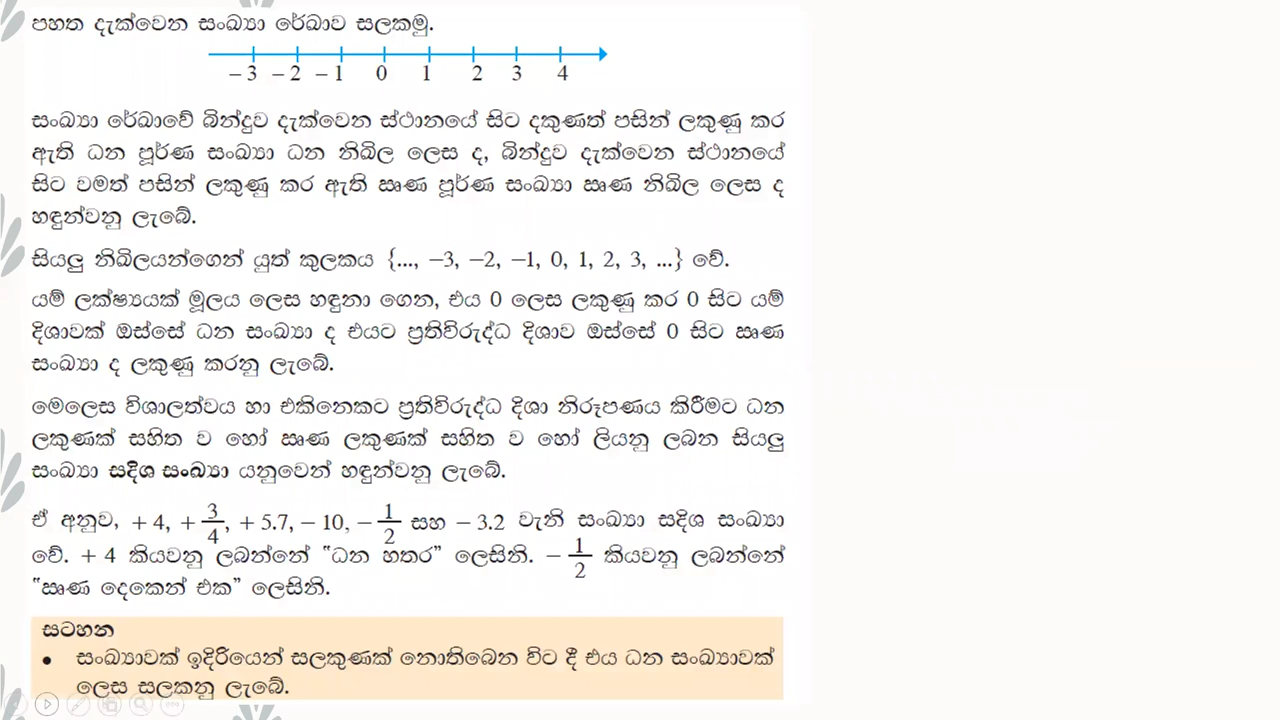 පහත දැක්වෙන සංඛ්‍යා රේඛාව සලකමු.
– 3 – 2 – 1 0 1 2 3 4
සංඛ්‍යා රේඛාවේ බින්දුව දැක්වෙන ස්ථානයේ සිට දකුණත් පසින් ලකුණු කර
ඇති ධන පූර්ණ සංඛ්‍යා ධන නිඛිල ලෙස ද, බින්දුව දැක්වෙන ස්ථානයේ
සිට වමත් පසින් ලකුණු කර ඇති ඍණ පූර්ණ සංඛ්‍යා ඍණ නිඛිල ලෙස ද
හඳුන්වනු ලැබේ.
සියලු නිඛිලයන්ගෙන් යුත් කුලකය {..., –3, –2, –1, 0, 1, 2, 3, ...} වේ.
යම් ලක්ෂ්‍යයක් මූලය ලෙස හඳුනා ගෙන, එය 0 ලෙස ලකුණු කර 0 සිට යම්
දිශාවක් ඔස්සේ ධන සංඛ්‍යා ද එයට ප්‍රතිවිරුද්ධ දිශාව ඔස්සේ 0 සිට ඍණ
සංඛ්‍යා ද ලකුණු කරනු ලැබේ.
මෙලෙස විශාලත්වය හා එකිනෙකට ප්‍රතිවිරුද්ධ දිශා නිරූපණය කිරීමට ධන
ලකුණක් සහිත ව හෝ ඍණ ලකුණක් සහිත ව හෝ ලියනු ලබන සියලු
සංඛ්‍යා සදිශ සංඛ්‍යා යනුවෙන් හඳුන්වනු ලැබේ.
ඒ අනුව, + 4, + 3/4, + 5.7, – 10, – 1/2 සහ – 3.2 වැනි සංඛ්‍යා සදිශ සංඛ්‍යා
වේ. + 4 කියවනු ලබන්නේ “ධන හතර” ලෙසිනි. – 1/2 කියවනු ලබන්නේ
“ඍණ දෙකෙන් එක” ලෙසිනි.
සටහන
• සංඛ්‍යාවක් ඉදිරියෙන් සලකුණක් නොතිබෙන විට දී එය ධන සංඛ්‍යාවක්
ලෙස සලකනු ලැබේ.